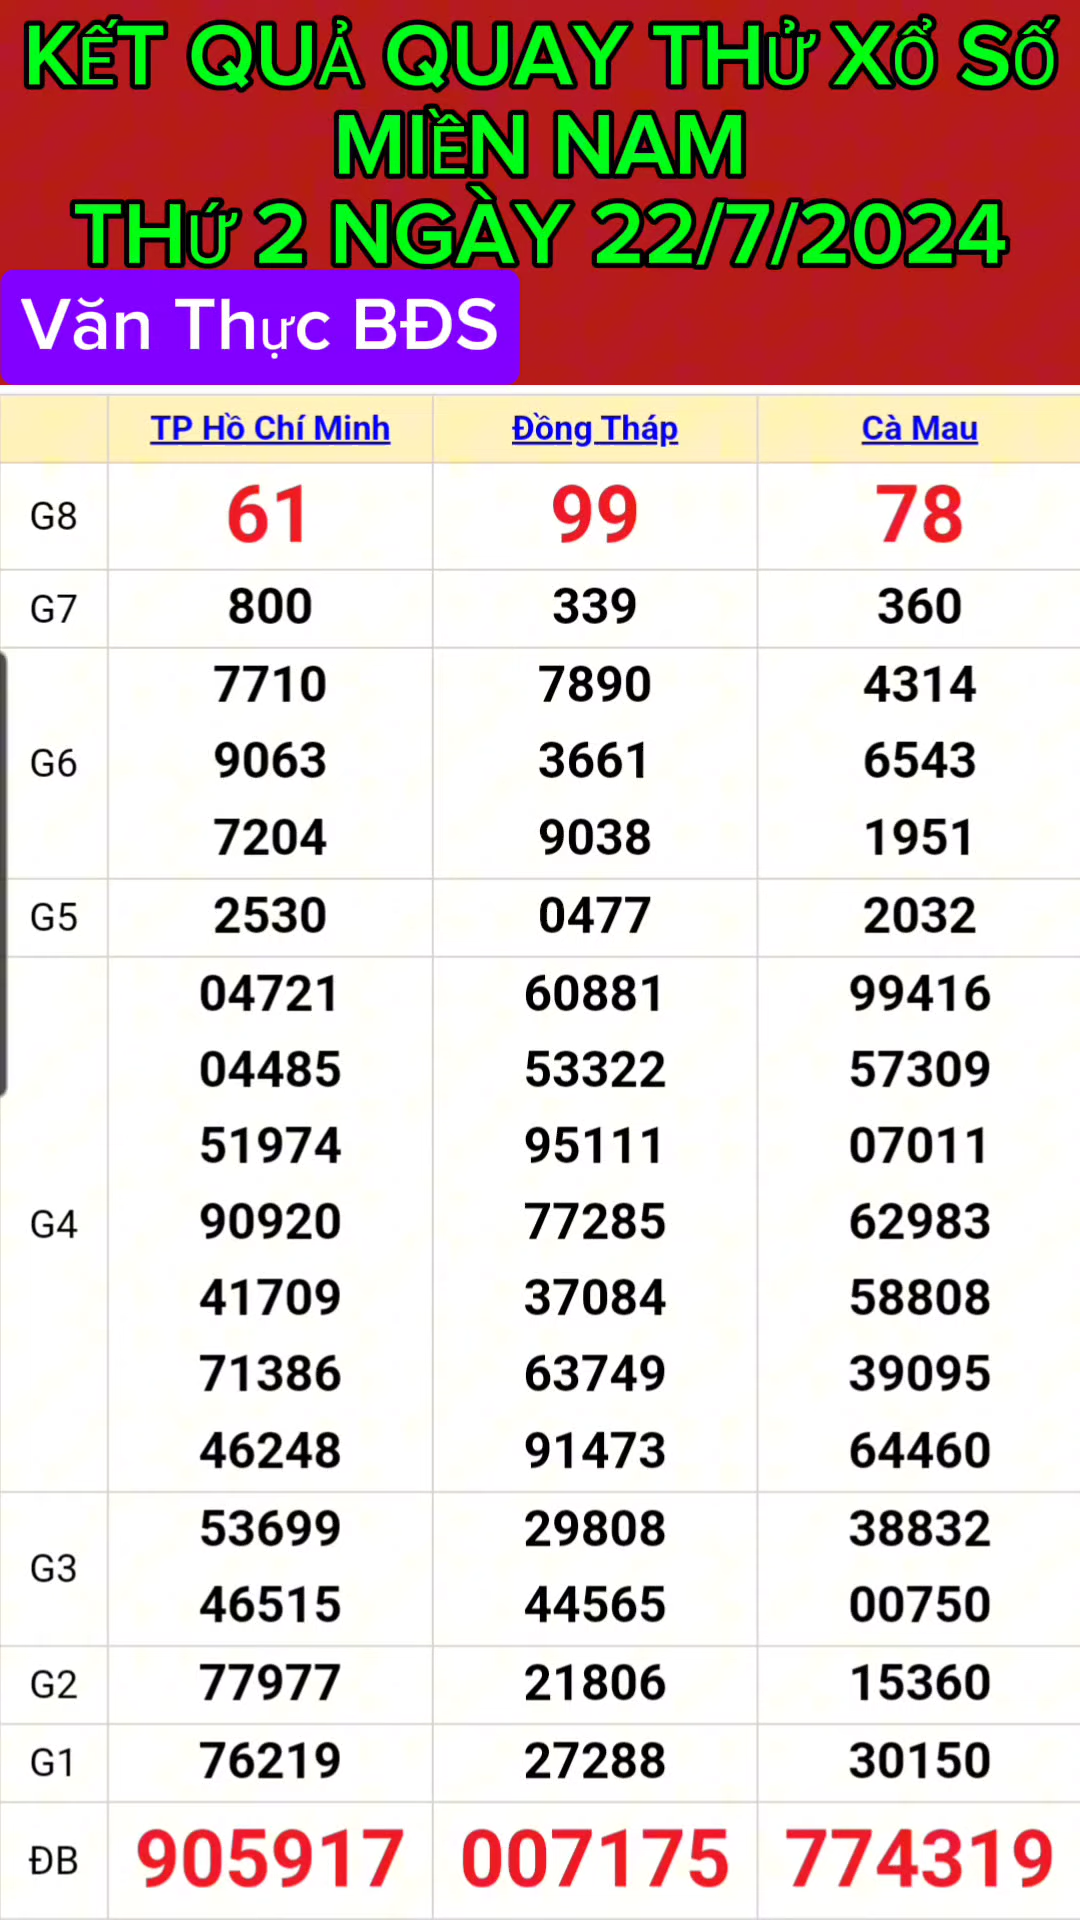 KẾT QUẢ QUAY THỬ XỔ SỐ
MIỀN NAM
THỨ 2 NGÀY 22/7/2024
Văn Thực BĐS
TP Hồ Chí Minh Đồng Tháp Cà Mau
G8 61 99 78
G7 800 339 360
7710 7890 4314
G6 9063 3661 6543
7204 9038 1951
G5 2530 0477 2032
04721 60881 99416
04485 53322 57309
51974 95111 07011
G4 90920 77285 62983
41709 37084 58808
71386 63749 39095
46248 91473 64460
G3 53699 29808 38832
46515 44565 00750
G2 77977 21806 15360
G1 76219 27288 30150
ĐB 905917 007175 774319